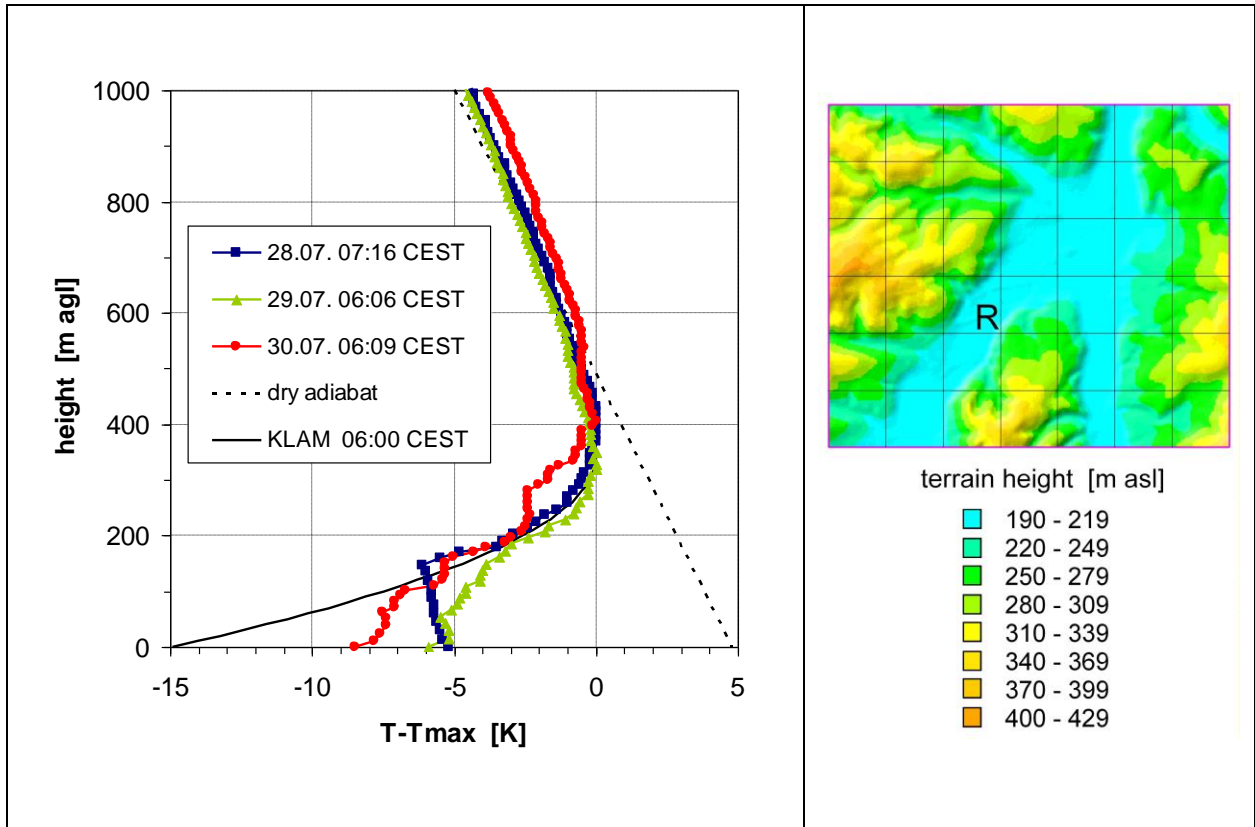 1000
800
600
400
200
0
height [m agl]
-15 -10 -5 0 5
T-Tmax [K]
28.07. 07:16 CEST
29.07. 06:06 CEST
30.07. 06:09 CEST
dry adiabat
KLAM 06:00 CEST
R
terrain height [m asl]
190 - 219
220 - 249
250 - 279
280 - 309
310 - 339
340 - 369
370 - 399
400 - 429